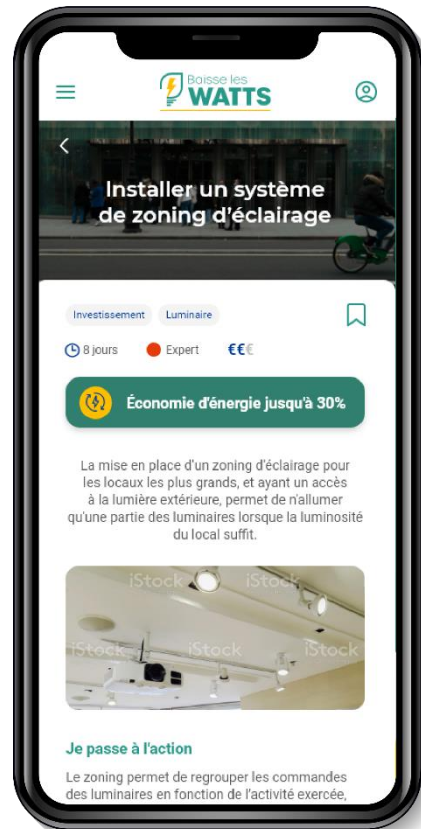 Boisse les
WATTS
Installer un système
de zoning d'éclairage
Investissement Luminaire
8 jours Expert €€€
Économie d'énergie jusqu'à 30%
La mise en place d'un zoning d'éclairage pour
les locaux les plus grands, et ayant un accès
à la lumière extérieure, permet de n'allumer
qu'une partie des luminaires lorsque la luminosité
du local suffit.
iStock iStock
iStock iStock iStock
Je passe à l'action
Le zoning permet de regrouper les commandes
des luminaires en fonction de l'activité exercée,